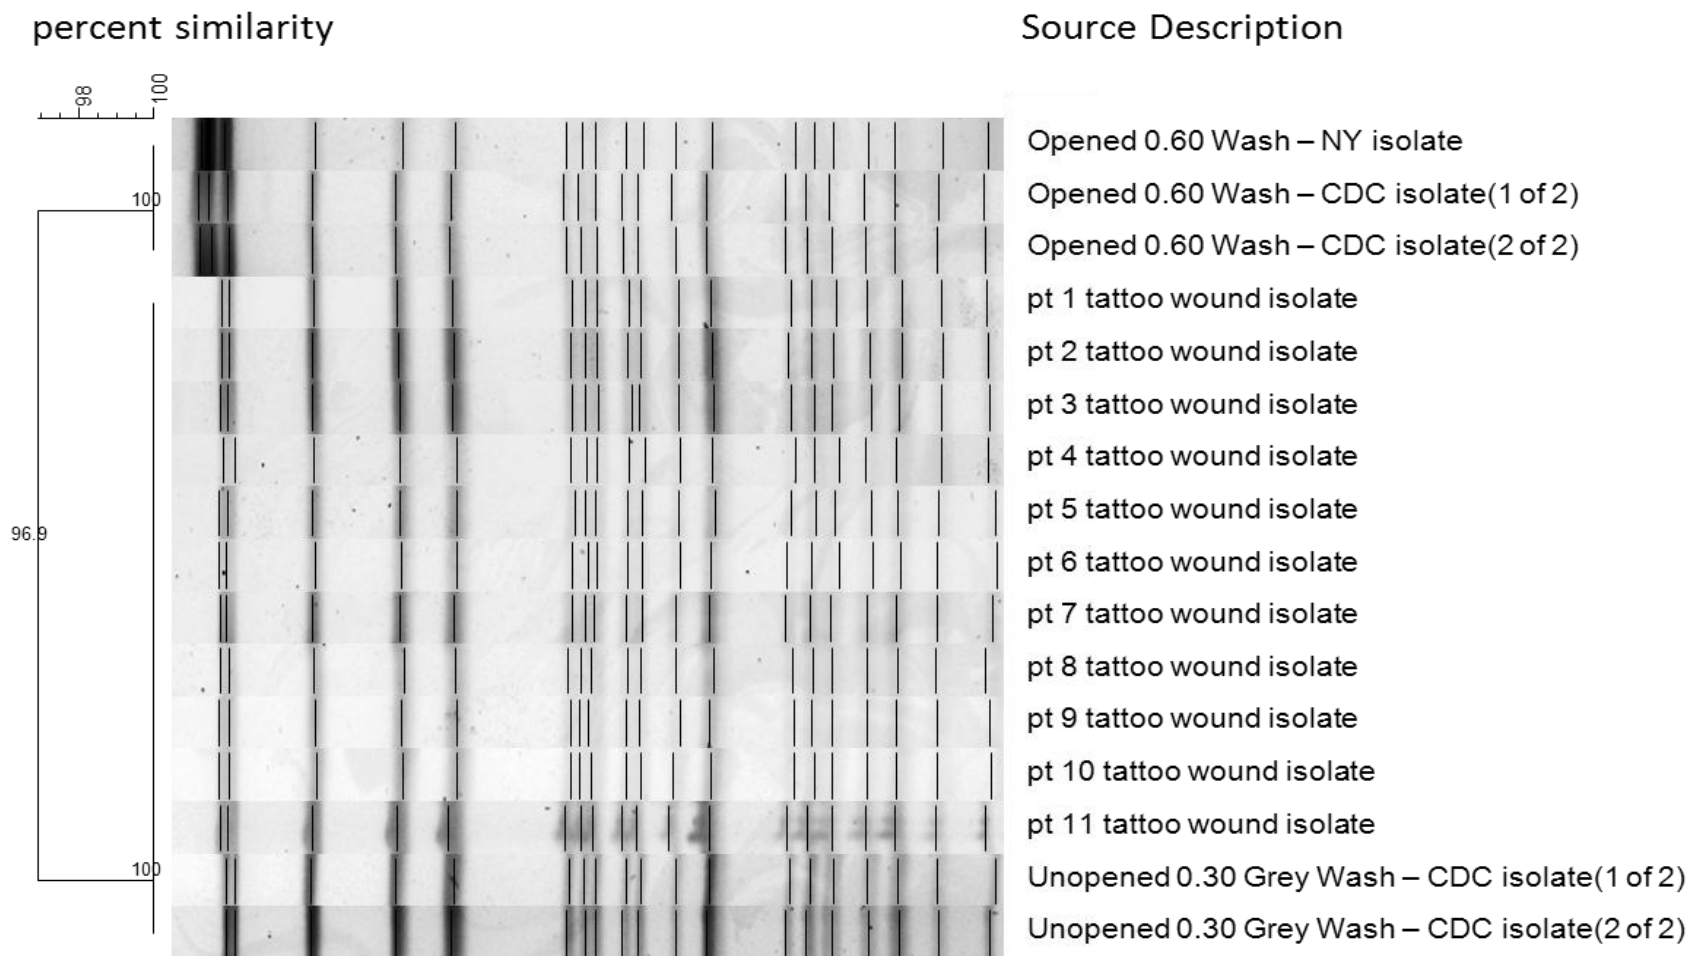 percent similarity
Source Description
98
100
Opened 0.60 Wash – NY isolate
100
Opened 0.60 Wash – CDC isolate(1 of 2)
Opened 0.60 Wash – CDC isolate(2 of 2)
pt 1 tattoo wound isolate
pt 2 tattoo wound isolate
pt 3 tattoo wound isolate
pt 4 tattoo wound isolate
pt 5 tattoo wound isolate
96.9
pt 6 tattoo wound isolate
pt 7 tattoo wound isolate
pt 8 tattoo wound isolate
pt 9 tattoo wound isolate
pt 10 tattoo wound isolate
pt 11 tattoo wound isolate
100
Unopened 0.30 Grey Wash – CDC isolate(1 of 2)
Unopened 0.30 Grey Wash – CDC isolate(2 of 2)